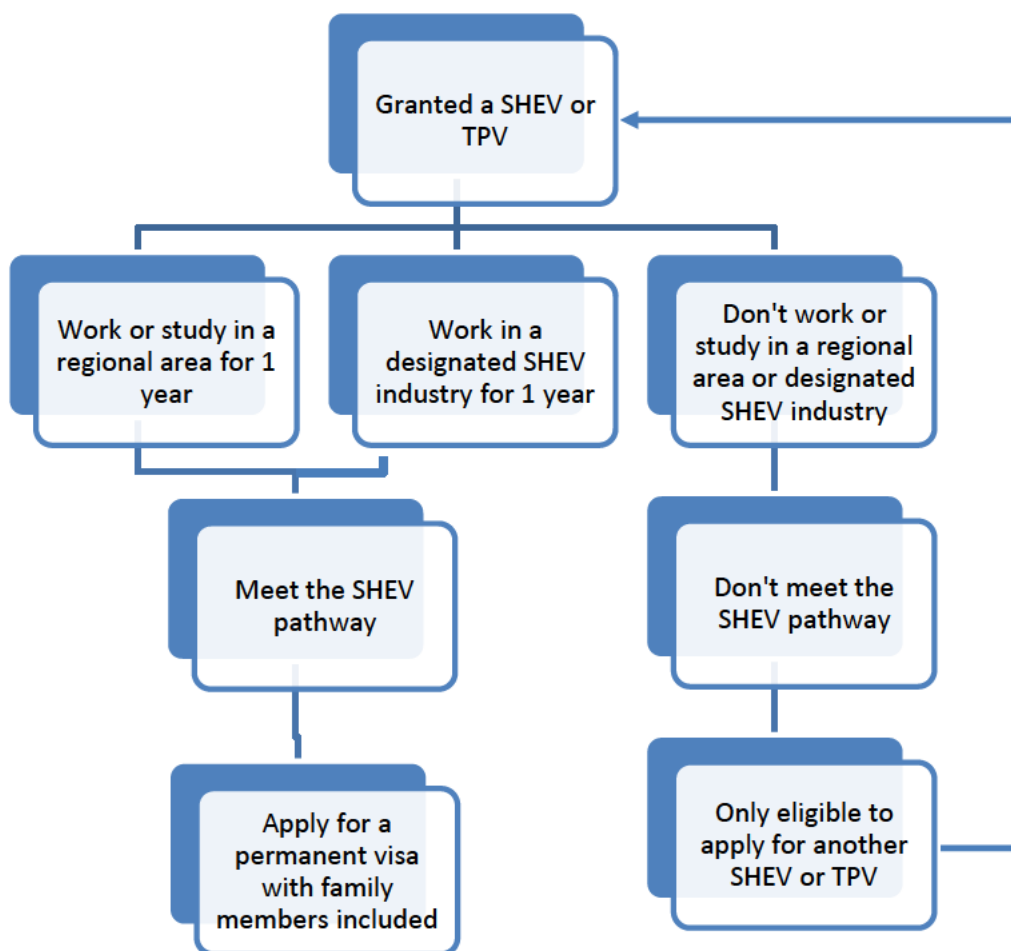 Granted a SHEV or
TPV
Work or study in a
regional area for 1
year
Work in a
designated SHEV
industry for 1 year
Don't work or
study in a regional
area or designated
SHEV industry
Meet the SHEV
pathway
Don't meet the
SHEV pathway
Apply for a
permanent visa
with family
members included
Only eligible to
apply for another
SHEV or TPV